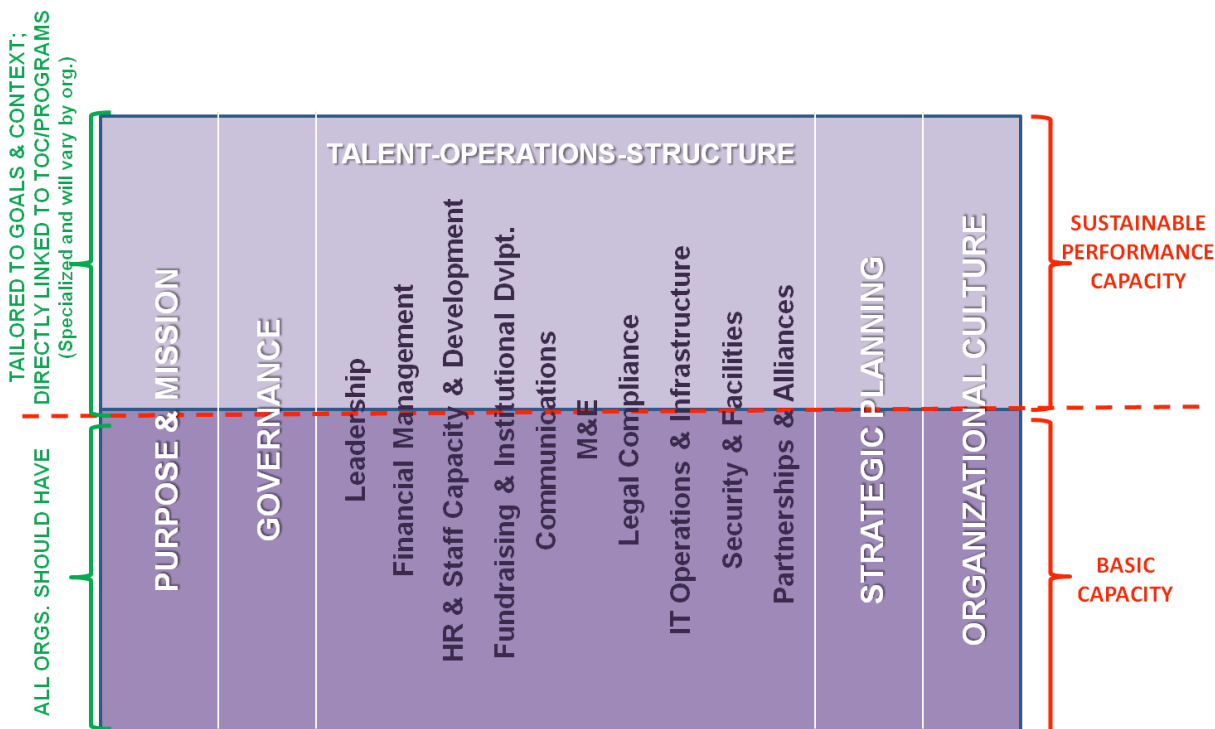 TAILORED TO GOALS & CONTEXT;
DIRECTLY LINKED TO TOC/PROGRAMS
(Specialized and will vary by org.)
ALL ORGS. SHOULD HAVE
PURPOSE & MISSION
GOVERNANCE
TALENT-OPERATIONS-STRUCTURE
Leadership
Financial Management
HR & Staff Capacity & Development
Fundraising & Institutional Dvlpt.
Communications
M&E
Legal Compliance
IT Operations & Infrastructure
Security & Facilities
Partnerships & Alliances
STRATEGIC PLANNING
ORGANIZATIONAL CULTURE
SUSTAINABLE
PERFORMANCE
CAPACITY
BASIC
CAPACITY